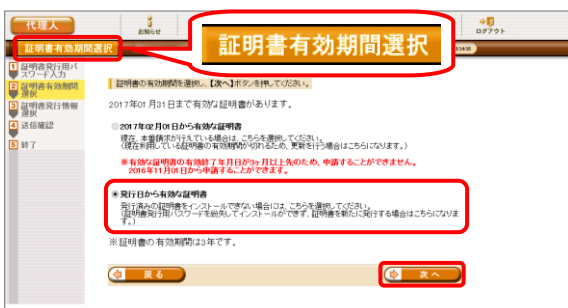 代理人
お知らせ
ログアウト
証明書有効期間選択
証明書有効期間選択
1 証明書発行用パ
スワード入力
2 証明書有効期間
選択
3 証明書発行情報
選択
4 送信確認
5 終了
証明書の有効期間を選択し、【次へ】ボタンを押してください。
2017年01月31日まで有効な証明書があります。
2017年02月01日から有効な証明書
現在、本番請求が行えている場合は、こちらを選択してください。
(現在利用している証明書の有効期間が切れるため、更新を行う場合はこちらになります。)
※有効な証明書の有効終了年月日が3ヶ月以上先のため、申請することができません。
2016年11月01日から申請することができます。
発行日から有効な証明書
発行済みの証明書をインストールできない場合には、こちらを選択してください。
(証明書発行用パスワードを紛失してインストールができず、証明書を新たに発行する場合はこちらになりま
す。)
※証明書の有効期間は3年です。
戻る
次へ